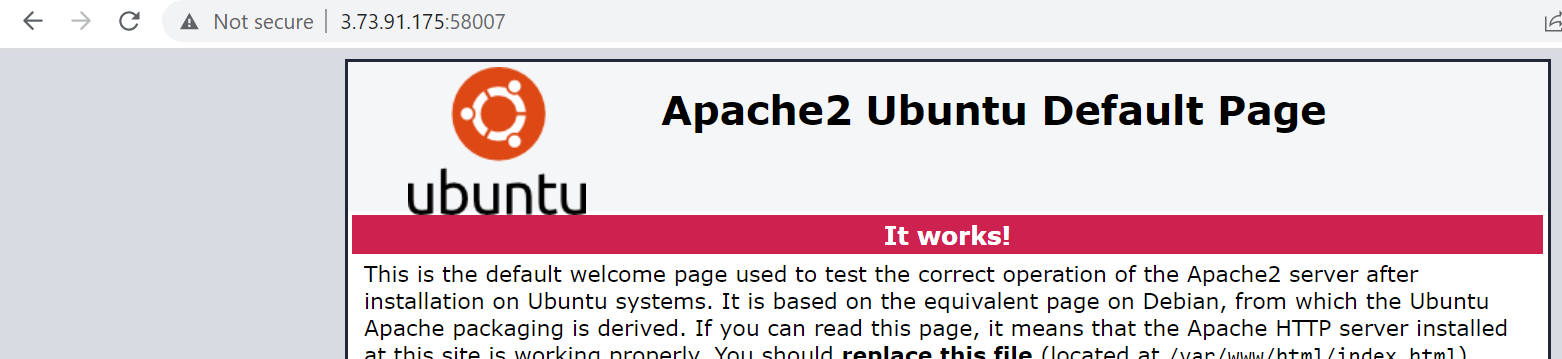 Not secure | 3.73.91.175:58007
Apache2 Ubuntu Default Page
ubuntu
It works!
This is the default welcome page used to test the correct operation of the Apache2 server after
installation on Ubuntu systems. It is based on the equivalent page on Debian, from which the Ubuntu
Apache packaging is derived. If you can read this page, it means that the Apache HTTP server installed
at this site is working properly. You should replace this file (located at /var/www/html/index.html)